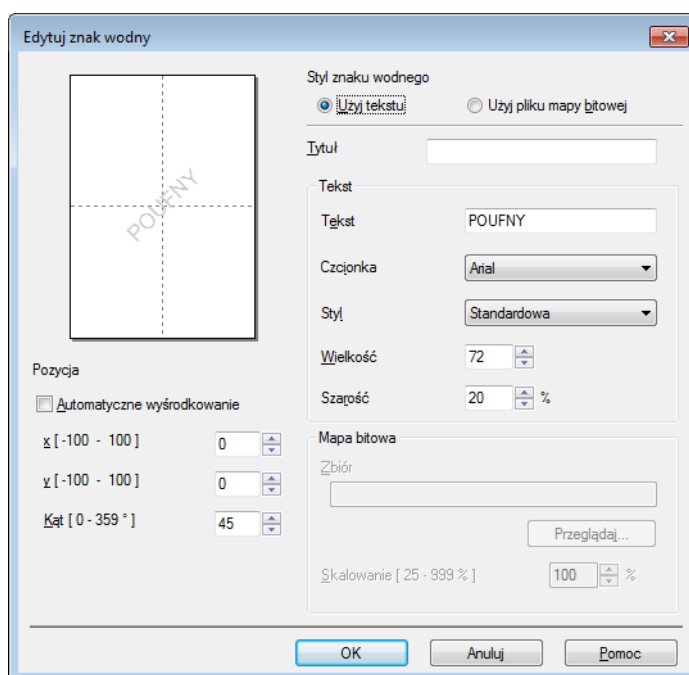 Edytuj znak wodny
POUFNY
Pozycja
Automatyczne wyśrodkowanie
x [ -100 - 100 ] 0
y [ -100 - 100 ] 0
Kąt [ 0 - 359 ° ] 45
Styl znaku wodnego
Użyj tekstu Użyj pliku mapy bitowej
Tytuł
Tekst
Tekst POUFNY
Czcionka Arial
Styl Standardowa
Wielkość 72
Szarość 20 %
Mapa bitowa
Zbiór
Przeglądaj...
Skalowanie [ 25 - 999 % ] 100 %
OK Anuluj Pomoc